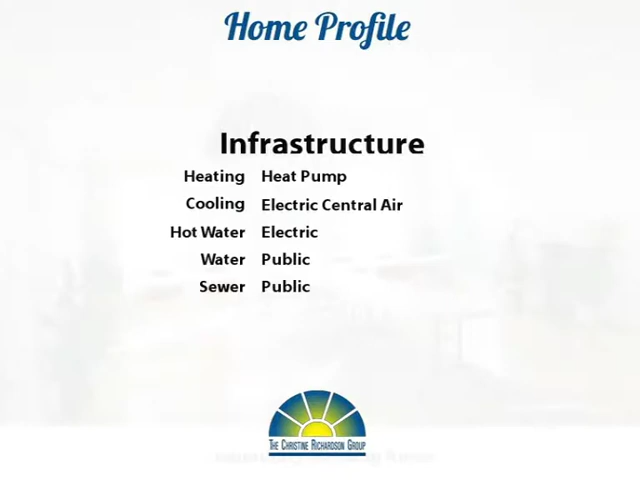 Home Profile
Infrastructure
Heating Heat Pump
Cooling Electric Central Air
Hot Water Electric
Water Public
Sewer Public
The Christine Richardson Group